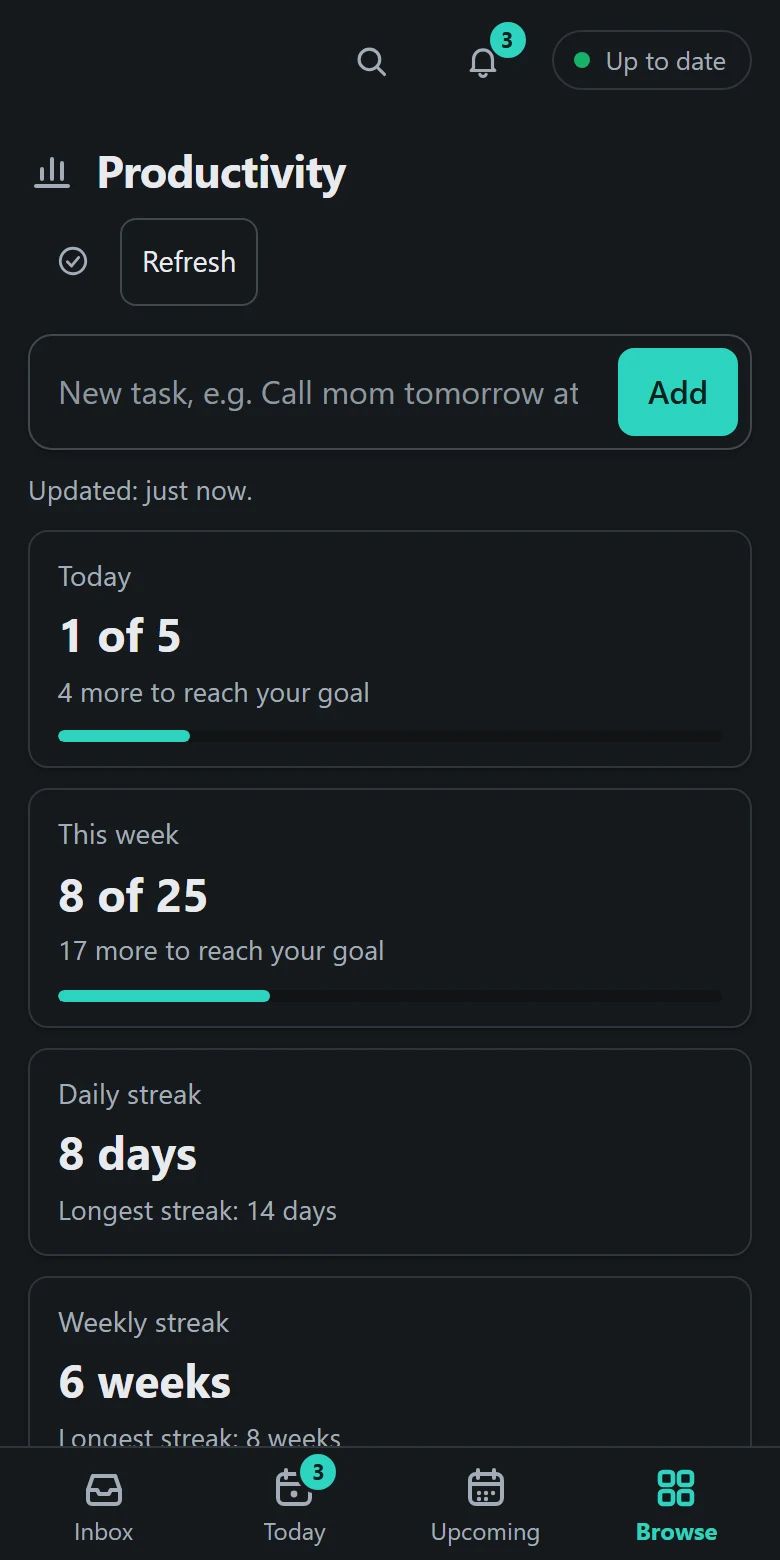 3
Up to date
Productivity
Refresh
New task, e.g. Call mom tomorrow at
Add
Updated: just now.
Today
1 of 5
4 more to reach your goal
This week
8 of 25
17 more to reach your goal
Daily streak
8 days
Longest streak: 14 days
Weekly streak
6 weeks
Longest streak: 8 weeks
3
Inbox
Today
Upcoming
Browse